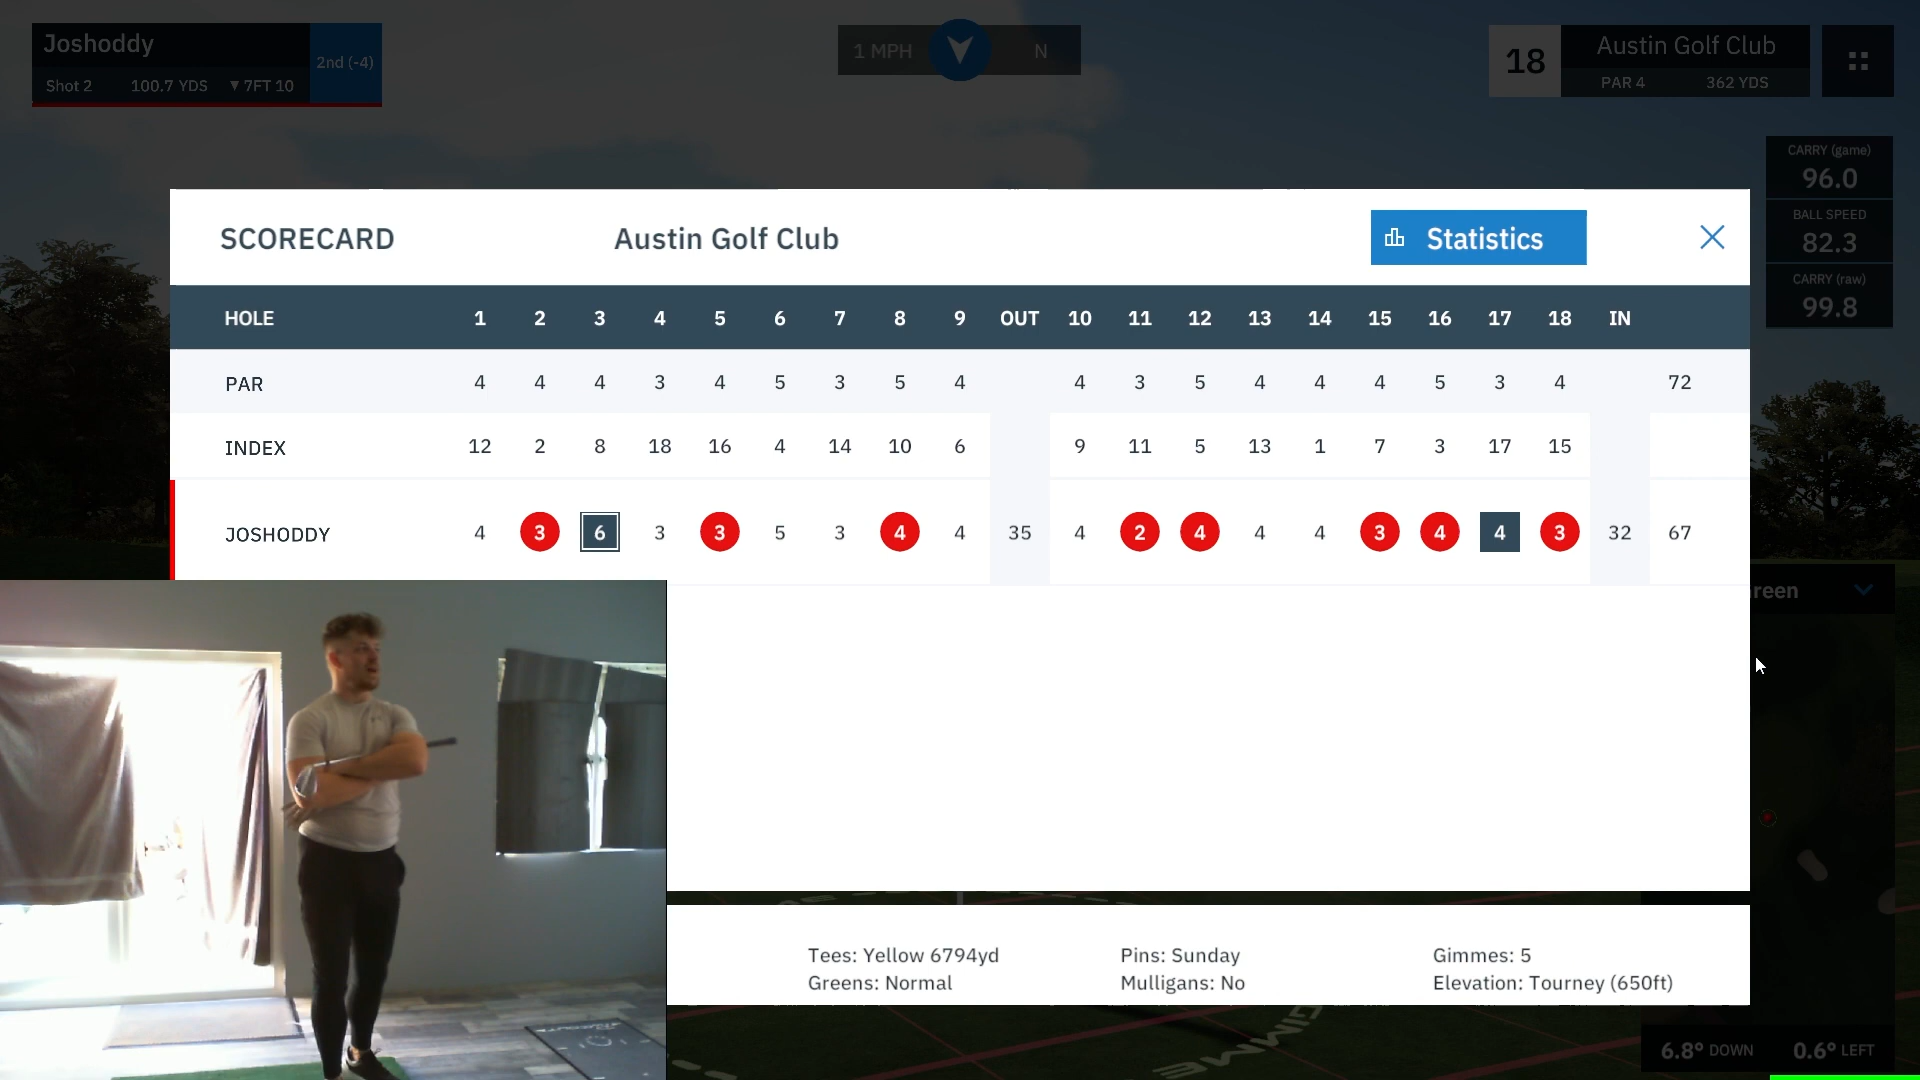 Joshoddy
2nd (-4)
Shot 2 100.7 YDS ▼7FT 10
1 MPH N
18 Austin Golf Club
PAR 4 362 YDS
CARRY (game)
96.0
BALL SPEED
82.3
CARRY (raw)
99.8
SCORECARD Austin Golf Club Statistics
HOLE 1 2 3 4 5 6 7 8 9 OUT 10 11 12 13 14 15 16 17 18 IN
PAR 4 4 4 3 4 5 3 5 4 4 3 5 4 4 4 5 3 4 72
INDEX 12 2 8 18 16 4 14 10 6 9 11 5 13 1 7 3 17 15
JOSHODDY 4 3 6 3 3 5 3 4 4 35 4 2 4 4 4 3 4 4 3 32 67
reen
Tees: Yellow 6794yd Pins: Sunday Gimmes: 5
Greens: Normal Mulligans: No Elevation: Tourney (650ft)
GIMME
6.8° DOWN 0.6° LEFT